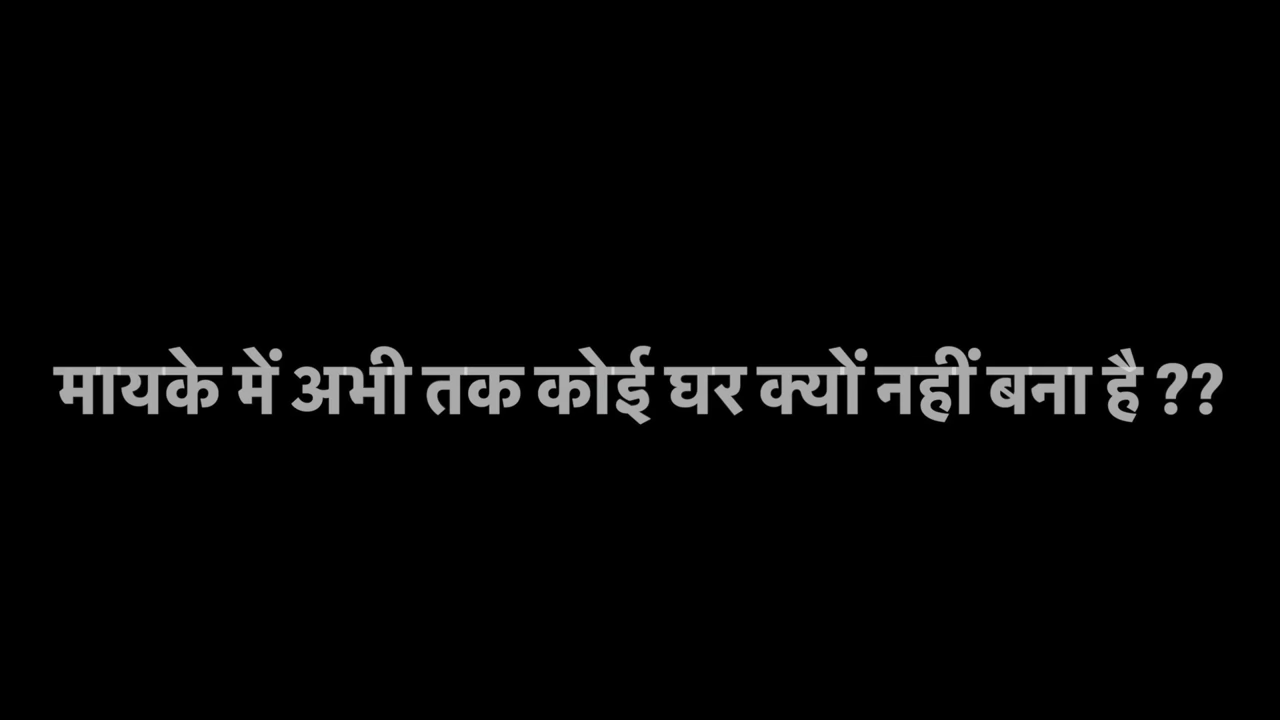 मायके में अभी तक कोई घर क्यों नहीं बना है ??